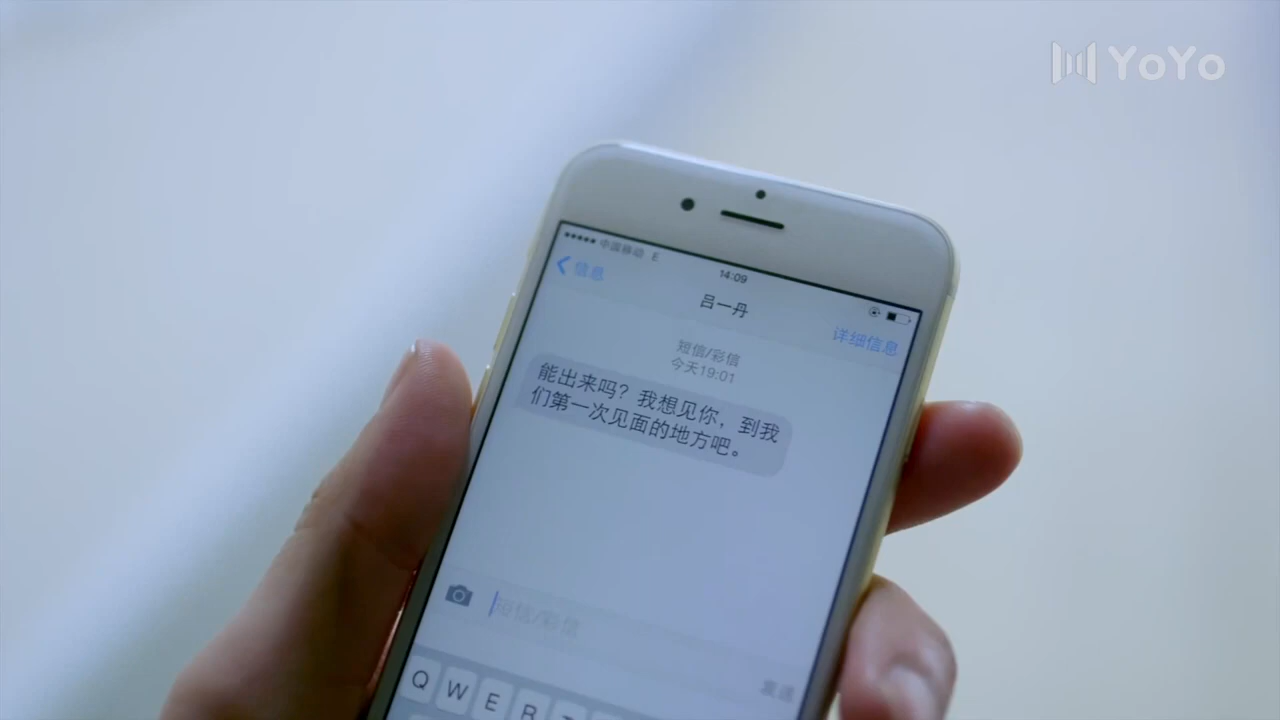 YoYo
中国移动 E
14:09
信息
吕一丹
详细信息
短信/彩信
今天19:01
能出来吗？我想见你，到我
们第一次见面的地方吧。
短信/彩信
发送
Q W E R T